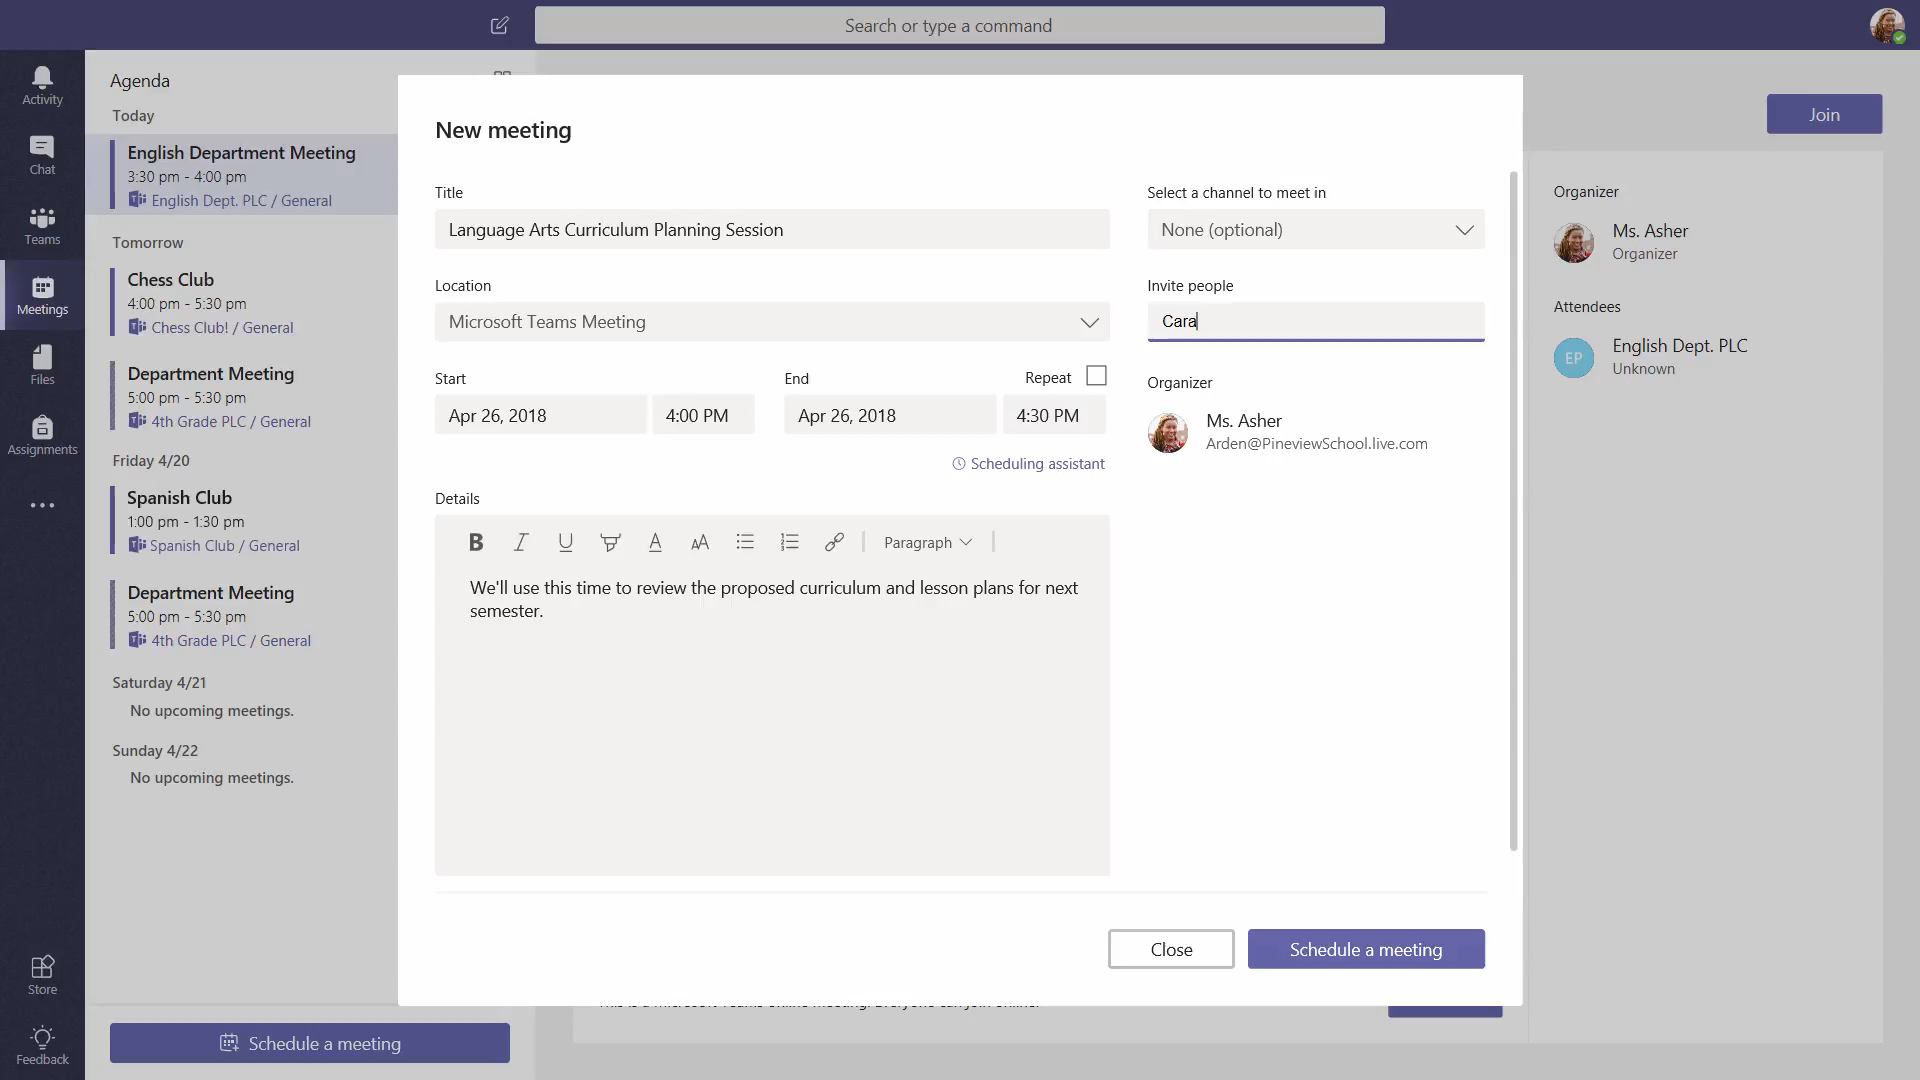 Search or type a command
Activity
Chat
Teams
Meetings
Files
Assignments
Store
Feedback
Agenda
Today
English Department Meeting
3:30 pm - 4:00 pm
English Dept. PLC / General
Tomorrow
Chess Club
4:00 pm - 5:30 pm
Chess Club! / General
Department Meeting
5:00 pm - 5:30 pm
4th Grade PLC / General
Friday 4/20
Spanish Club
1:00 pm - 1:30 pm
Spanish Club / General
Department Meeting
5:00 pm - 5:30 pm
4th Grade PLC / General
Saturday 4/21
No upcoming meetings.
Sunday 4/22
No upcoming meetings.
Schedule a meeting
New meeting
Title
Language Arts Curriculum Planning Session
Location
Microsoft Teams Meeting
Start
End
Repeat
Apr 26, 2018
4:00 PM
Apr 26, 2018
4:30 PM
Scheduling assistant
Details
B I U A AA Paragraph
We'll use this time to review the proposed curriculum and lesson plans for next
semester.
Select a channel to meet in
None (optional)
Invite people
Cara
Organizer
Ms. Asher
Arden@PineviewSchool.live.com
Close
Schedule a meeting
Join
Organizer
Ms. Asher
Organizer
Attendees
EP
English Dept. PLC
Unknown